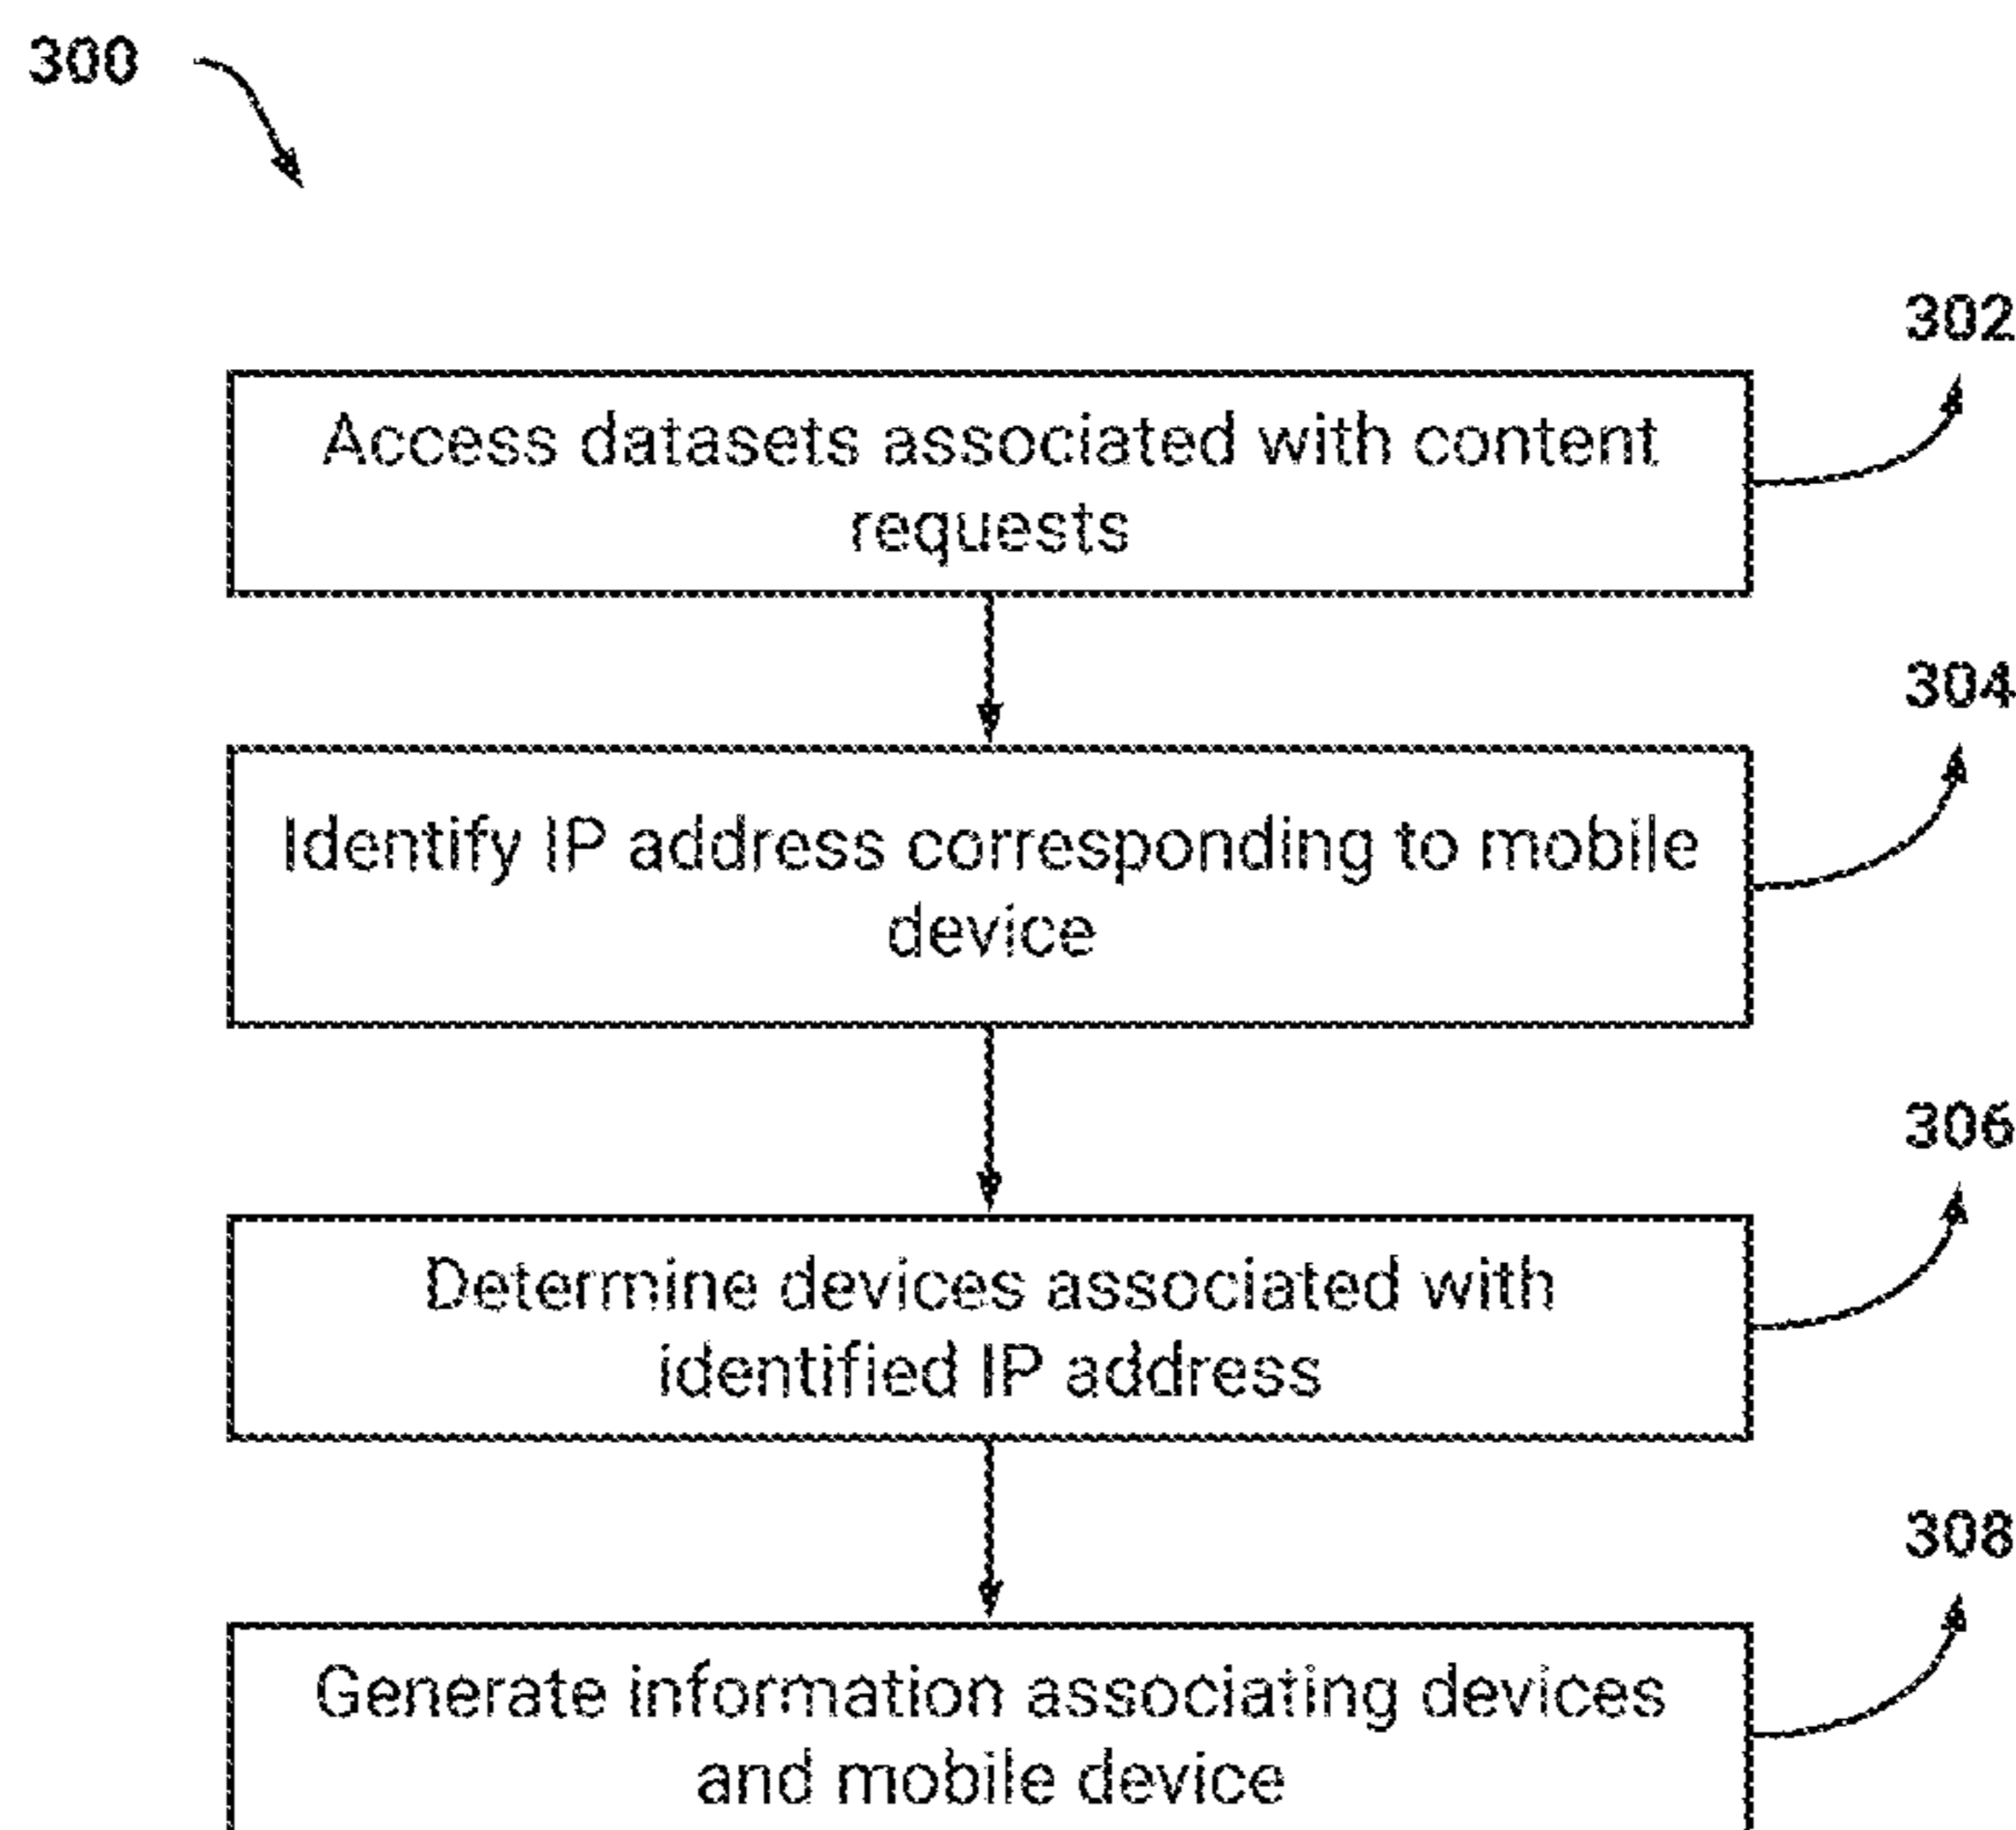 300
302
Access datasets associated with content
requests
304
Identify IP address corresponding to mobile
device
306
Determine devices associated with
identified IP address
308
Generate information associating devices
and mobile device